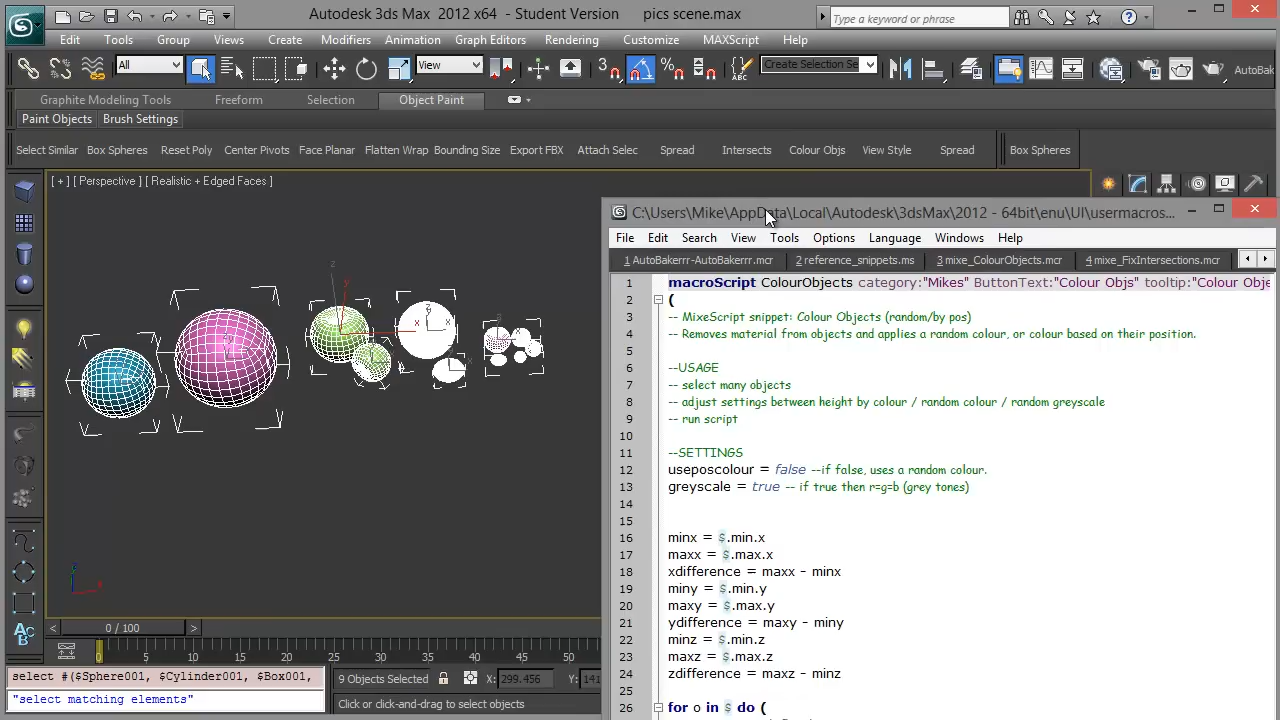 Autodesk 3ds Max 2012 x64 - Student Version pics scene.max
Type a keyword or phrase
Edit Tools Group Views Create Modifiers Animation Graph Editors Rendering Customize MAXScript Help
All
View
3
Create Selection Se
AutoBak
Graphite Modeling Tools Freeform Selection Object Paint
Paint Objects Brush Settings
Select Similar Box Spheres Reset Poly Center Pivots Face Planar Flatten Wrap Bounding Size Export FBX Attach Selec Spread Intersects Colour Objs View Style Spread Box Spheres
[ + ] [ Perspective ] [ Realistic + Edged Faces ]
C:\Users\Mike\AppData\Local\Autodesk\3dsMax\2012 - 64bit\enu\UI\usermacros...
File Edit Search View Tools Options Language Windows Help
1 AutoBakerrr-AutoBakerrr.mcr 2 reference_snippets.ms 3 mixe_ColourObjects.mcr 4 mixe_FixIntersections.mcr
1 macroScript ColourObjects category:"Mikes" ButtonText:"Colour Objs" tooltip:"Colour Obje
2 (
3 -- MixeScript snippet: Colour Objects (random/by pos)
4 -- Removes material from objects and applies a random colour, or colour based on their position.
5
6 --USAGE
7 -- select many objects
8 -- adjust settings between height by colour / random colour / random greyscale
9 -- run script
10
11 --SETTINGS
12 useposcolour = false --if false, uses a random colour.
13 greyscale = true -- if true then r=g=b (grey tones)
14
15
16 minx = $.min.x
17 maxx = $.max.x
18 xdifference = maxx - minx
19 miny = $.min.y
20 maxy = $.max.y
21 ydifference = maxy - miny
22 minz = $.min.z
23 maxz = $.max.z
24 zdifference = maxz - minz
25
26 for o in $ do (
0 / 100
0 5 10 15 20 25 30 35 40 45 50
select #($Sphere001, $Cylinder001, $Box001,
"select matching elements"
9 Objects Selected X: 299.456 Y: 141
Click or click-and-drag to select objects